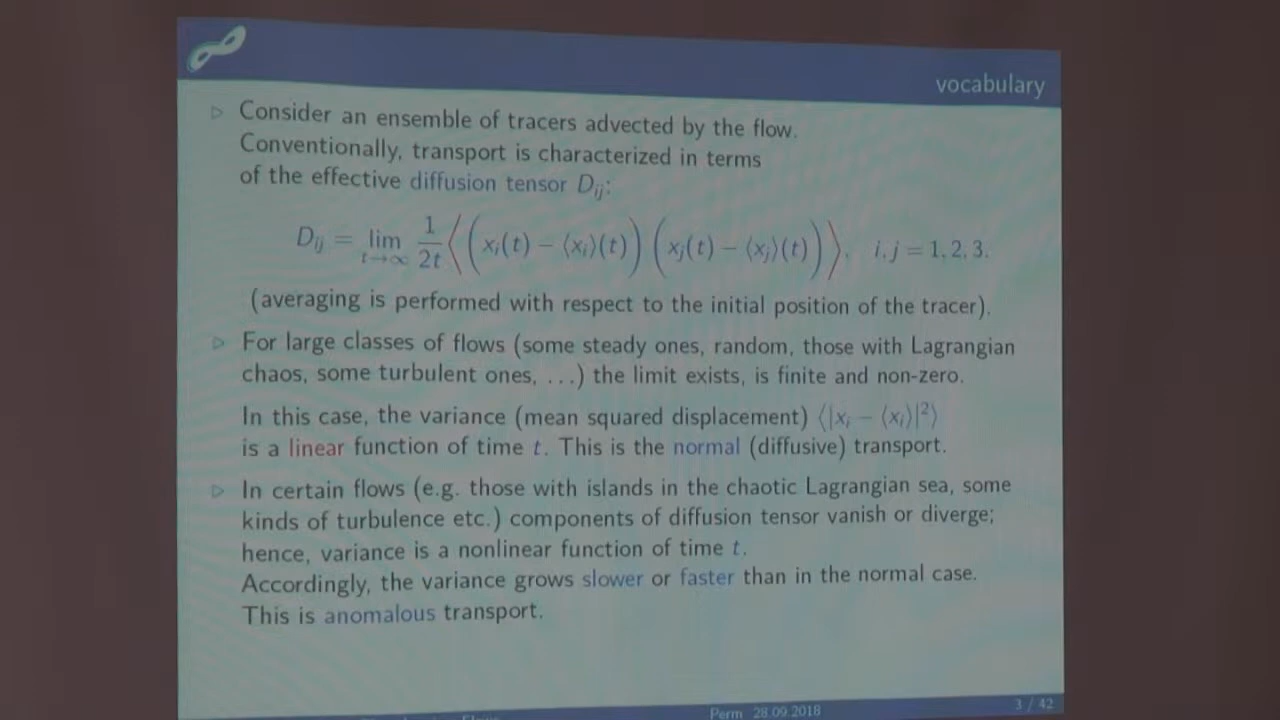 vocabulary
▷ Consider an ensemble of tracers advected by the flow.
Conventionally, transport is characterized in terms
of the effective diffusion tensor D_ij:
D_ij = lim_{t→∞} 1/2t ⟨(x_i(t) − ⟨x_i⟩(t)) (x_j(t) − ⟨x_j⟩(t))⟩, i, j = 1, 2, 3.
(averaging is performed with respect to the initial position of the tracer).
▷ For large classes of flows (some steady ones, random, those with Lagrangian
chaos, some turbulent ones, ...) the limit exists, is finite and non-zero.
In this case, the variance (mean squared displacement) ⟨|x_i − ⟨x_i⟩|²⟩
is a linear function of time t. This is the normal (diffusive) transport.
▷ In certain flows (e.g. those with islands in the chaotic Lagrangian sea, some
kinds of turbulence etc.) components of diffusion tensor vanish or diverge;
hence, variance is a nonlinear function of time t.
Accordingly, the variance grows slower or faster than in the normal case.
This is anomalous transport.
Perm 28.09.2018
3 / 42